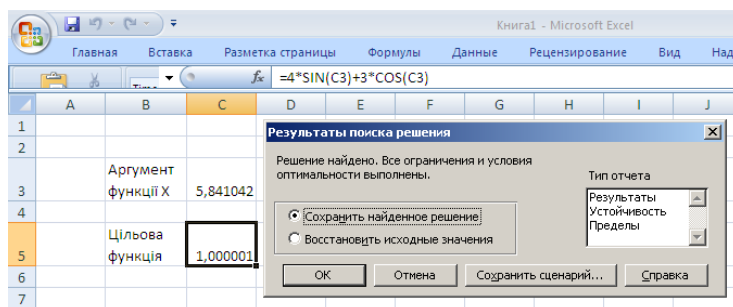 Книга1 - Microsoft Excel
Главная Вставка Разметка страницы Формулы Данные Рецензирование Вид Над
fx =4*SIN(C3)+3*COS(C3)
A B C D E F G H I J
1
2
3
4
5
6
7
Аргумент
функції X 5,841042
Цільова
функція 1,000001
Результаты поиска решения
Решение найдено. Все ограничения и условия
оптимальности выполнены.
Тип отчета
Результаты
Устойчивость
Пределы
Сохранить найденное решение
Восстановить исходные значения
ОК Отмена Сохранить сценарий... Справка